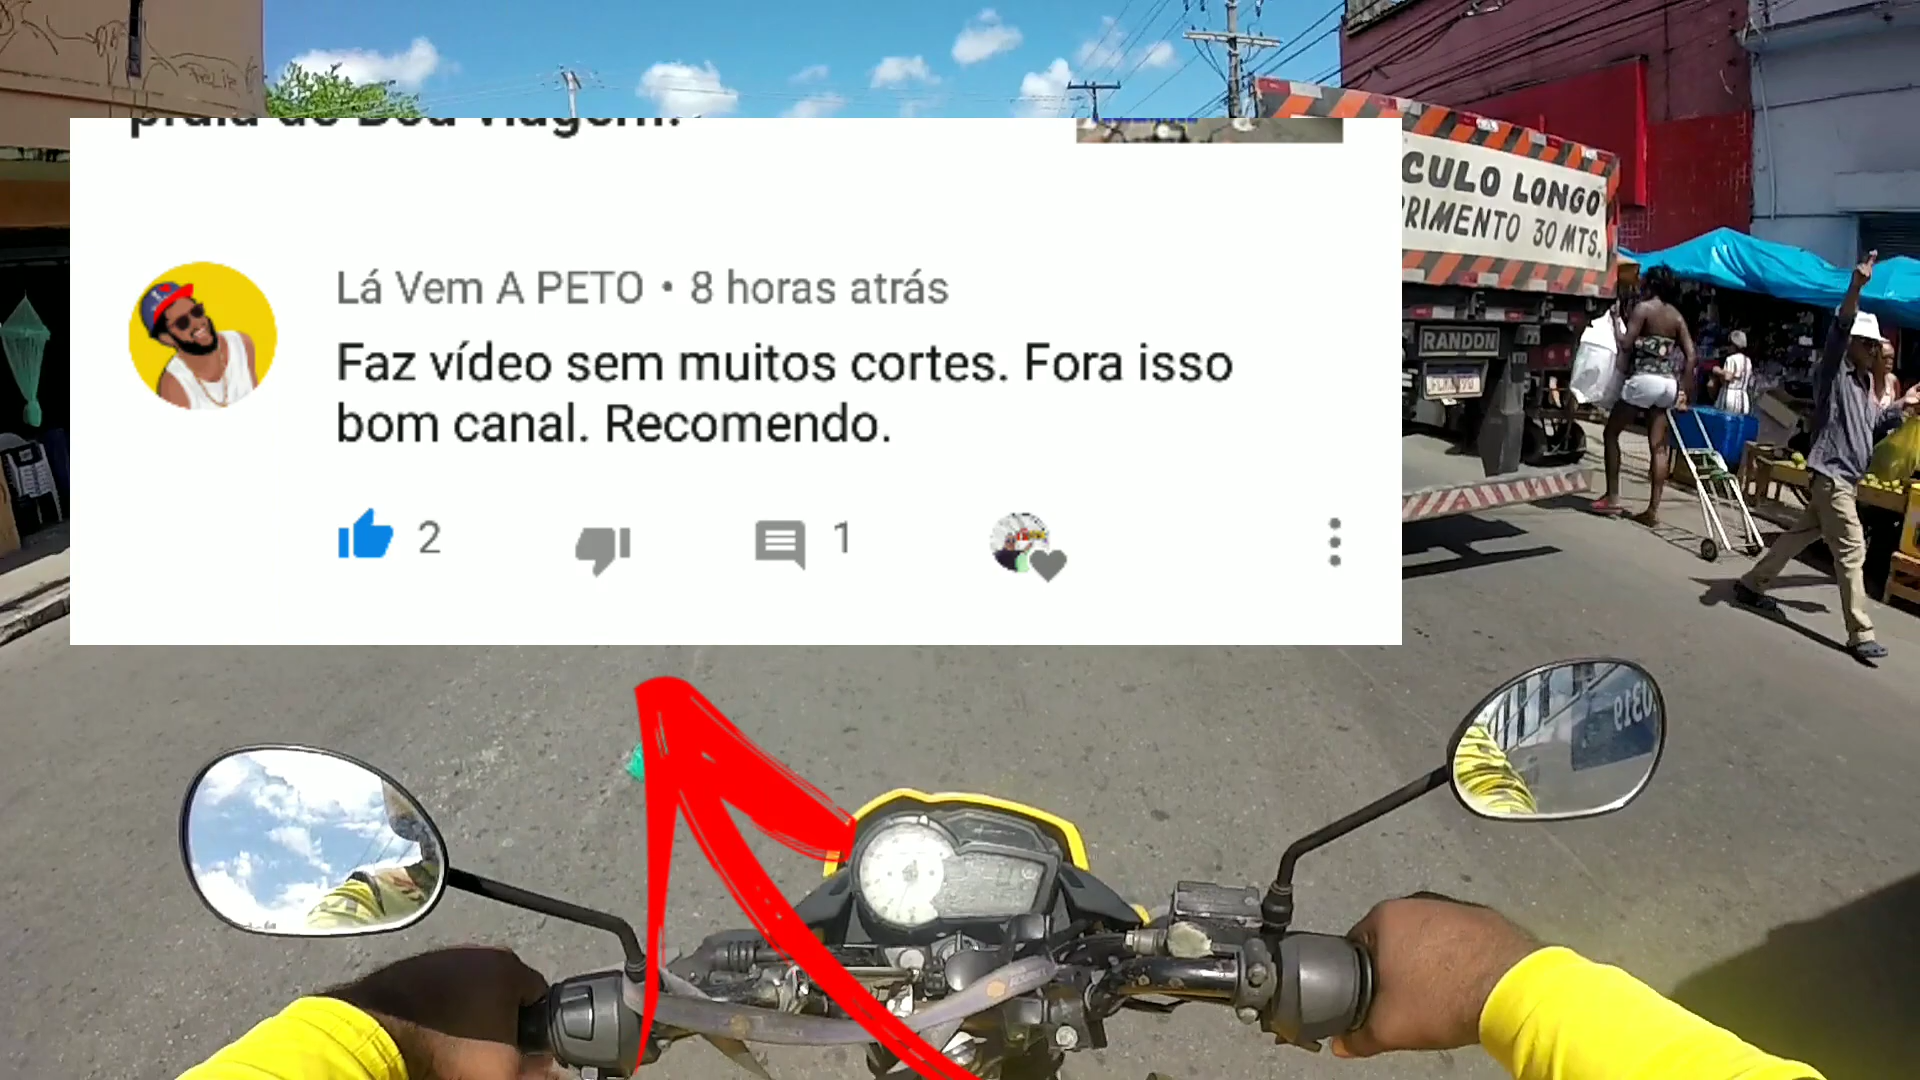 Lá Vem A PETO • 8 horas atrás
Faz vídeo sem muitos cortes. Fora isso
bom canal. Recomendo.
2
1
CULO LONGO
RIMENTO 30 MTS.
RANDON
0319